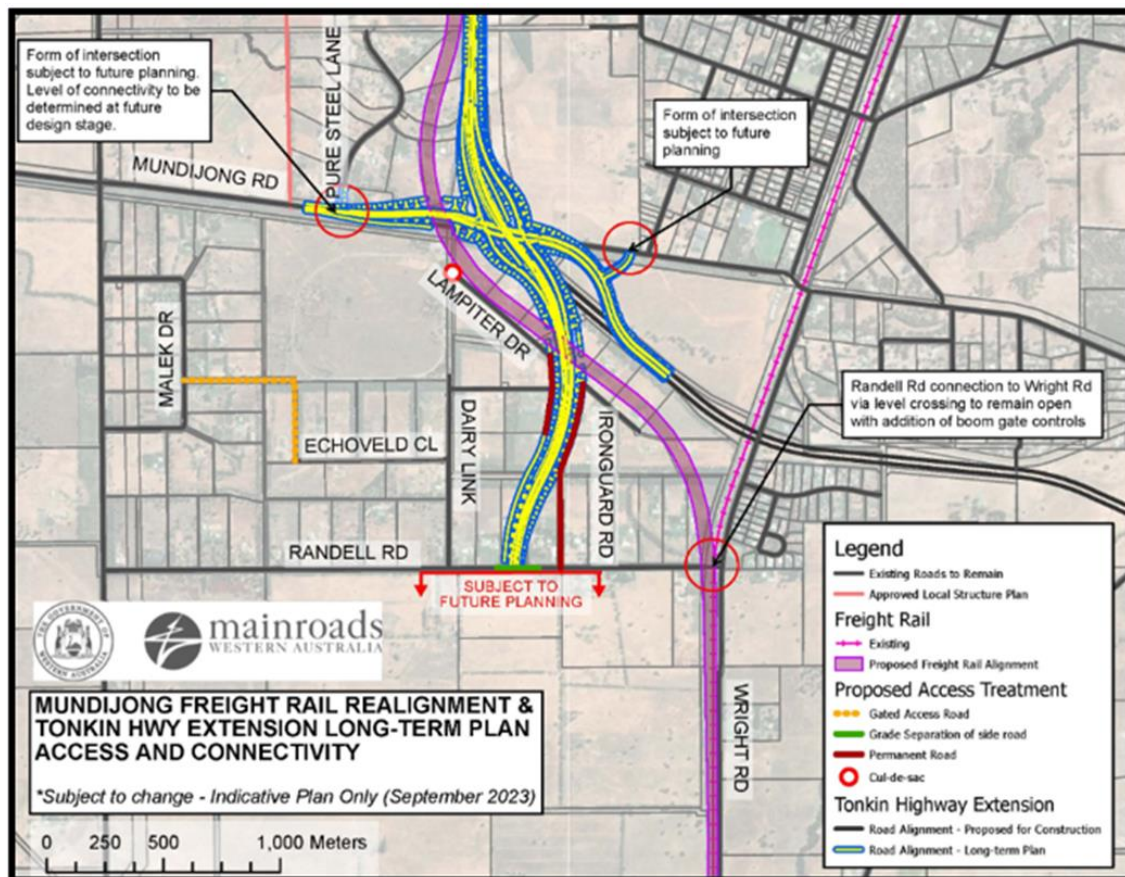 Form of intersection
subject to future planning.
Level of connectivity to be
determined at future
design stage.
PURE STEEL LANE
Form of intersection
subject to future
planning
MUNDIJONG RD
LAMPITER DR
MALEK DR
Randell Rd connection to Wright Rd
via level crossing to remain open
with addition of boom gate controls
DAIRY LINK
IRONGUARD RD
ECHOVELD CL
RANDELL RD
SUBJECT TO
FUTURE PLANNING
WRIGHT RD
THE GOVERNMENT OF
WESTERN AUSTRALIA
mainroads
WESTERN AUSTRALIA
MUNDIJONG FREIGHT RAIL REALIGNMENT &
TONKIN HWY EXTENSION LONG-TERM PLAN
ACCESS AND CONNECTIVITY
*Subject to change - Indicative Plan Only (September 2023)
0 250 500 1,000 Meters
Legend
Existing Roads to Remain
Approved Local Structure Plan
Freight Rail
Existing
Proposed Freight Rail Alignment
Proposed Access Treatment
Gated Access Road
Grade Separation of side road
Permanent Road
Cul-de-sac
Tonkin Highway Extension
Road Alignment - Proposed for Construction
Road Alignment - Long-term Plan